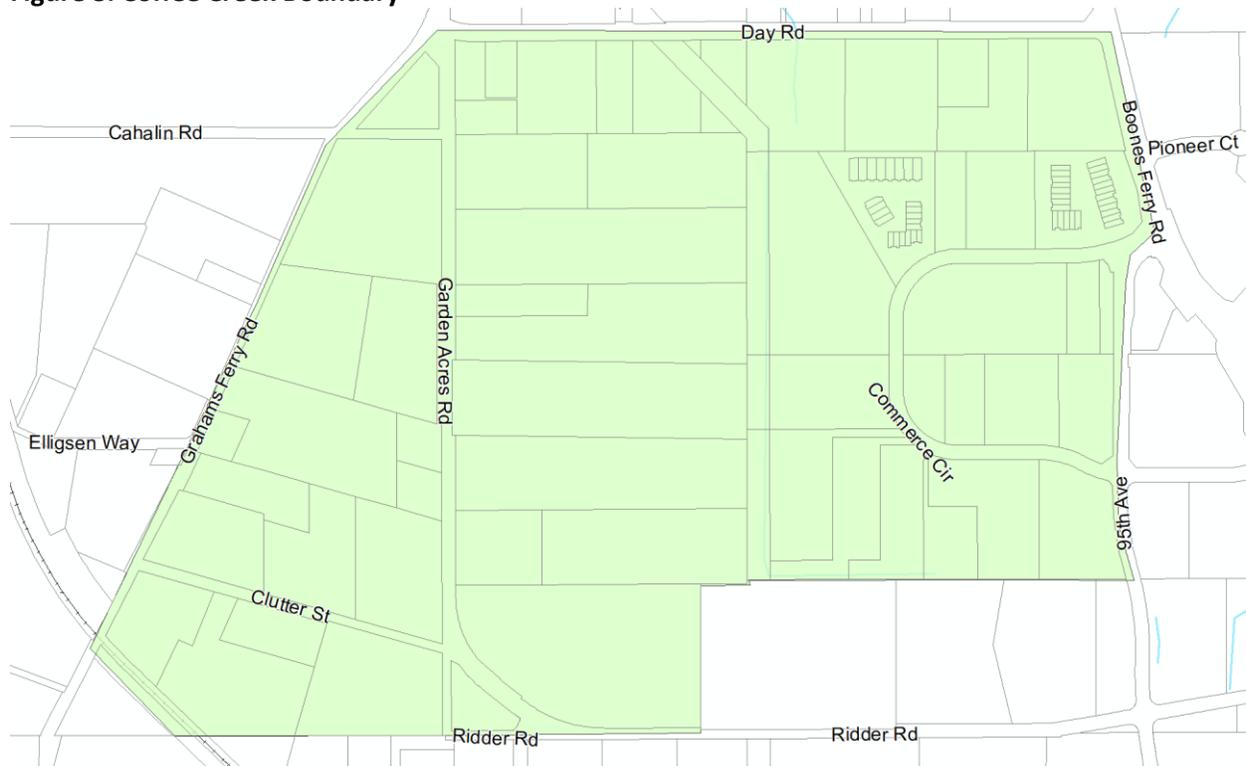 Figure 3: Coffee Creek Boundary
Day Rd
Cahalin Rd
Boones Ferry Rd
Pioneer Ct
Garden Acres Rd
Grahams Ferry Rd
Commerce Cir
Elligsen Way
95th Ave
Clutter St
Ridder Rd
Ridder Rd